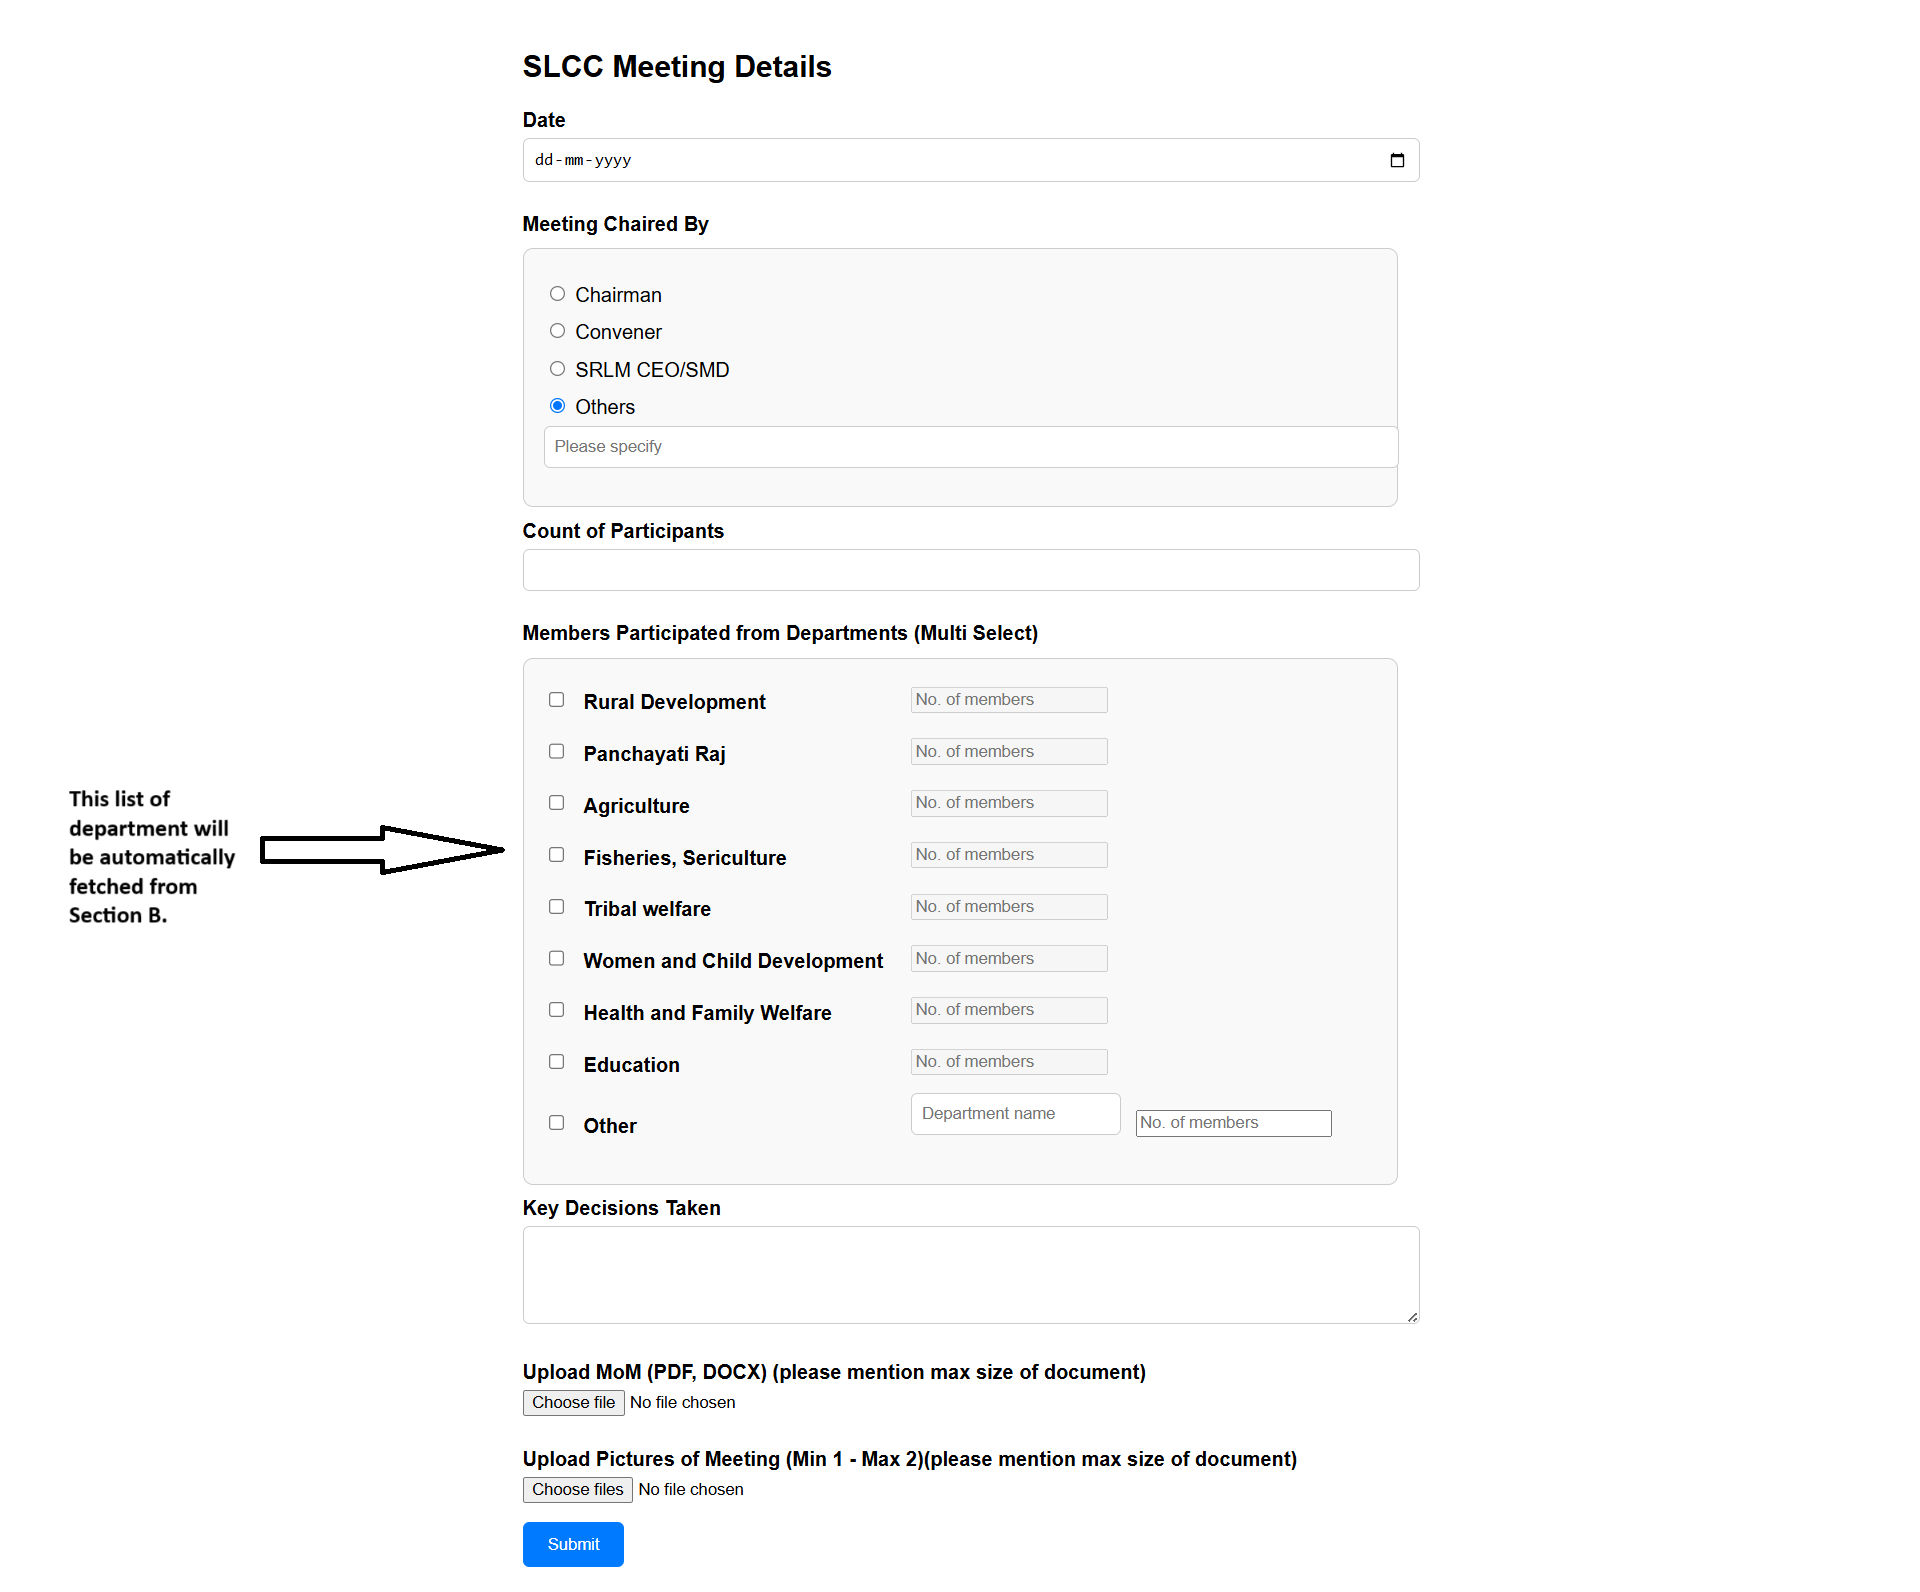 SLCC Meeting Details
Date
dd-mm-yyyy
Meeting Chaired By
Chairman
Convener
SRLM CEO/SMD
Others
Please specify
Count of Participants
Members Participated from Departments (Multi Select)
Rural Development No. of members
Panchayati Raj No. of members
Agriculture No. of members
Fisheries, Sericulture No. of members
Tribal welfare No. of members
Women and Child Development No. of members
Health and Family Welfare No. of members
Education No. of members
Other Department name No. of members
This list of
department will
be automatically
fetched from
Section B.
Key Decisions Taken
Upload MoM (PDF, DOCX) (please mention max size of document)
Choose file No file chosen
Upload Pictures of Meeting (Min 1 - Max 2)(please mention max size of document)
Choose files No file chosen
Submit